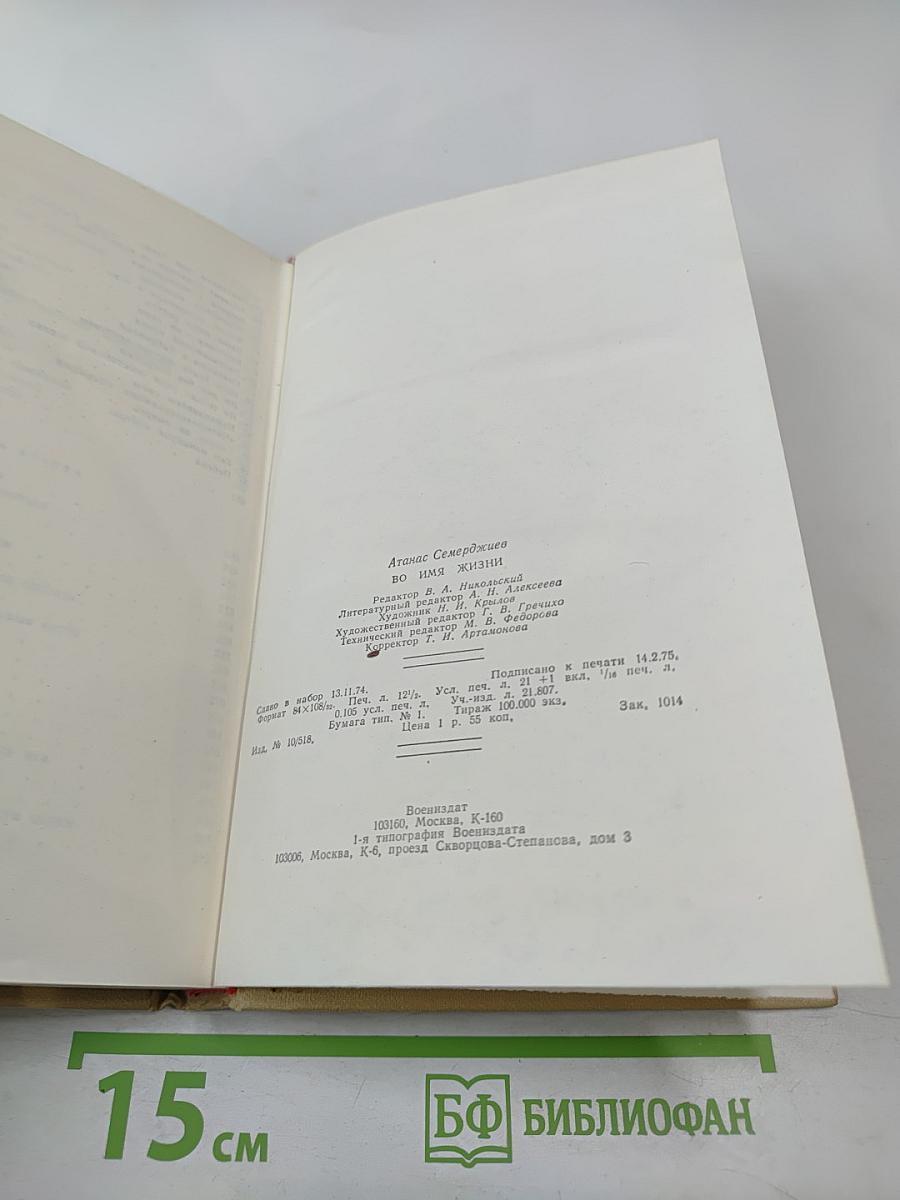 Атанас Семерджиев
ВО ИМЯ ЖИЗНИ
Редактор В. А. Никольский
Литературный редактор А. Н. Алексеева
Художник Н. И. Крылов
Художественный редактор Г. В. Гречихо
Технический редактор М. В. Федорова
Корректор Т. И. Артамонова
Сдано в набор 13.11.74. Подписано к печати 14.2.75.
Формат 84×108/32. Печ. л. 12½. Усл. печ. л. 21 +1 вкл. 1/16 печ. л.
0.105 усл. печ. л. Уч.-изд. л. 21.807.
Бумага тип. № 1. Тираж 100.000 экз.
Изд. № 10/518. Цена 1 р. 55 коп. Зак. 1014
Воениздат
103160, Москва, К-160
1-я типография Воениздата
103006, Москва, К-6, проезд Скворцова-Степанова, дом 3
15 см
БФ БИБЛИОФАН